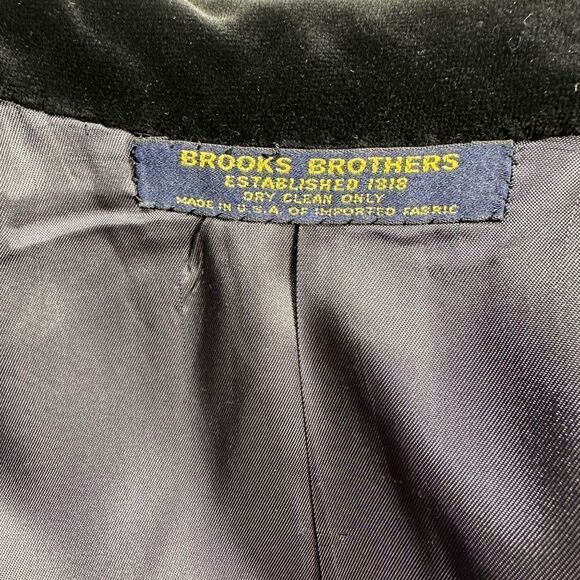 BROOKS BROTHERS
ESTABLISHED 1818
DRY CLEAN ONLY
MADE IN U.S.A. OF IMPORTED FABRIC